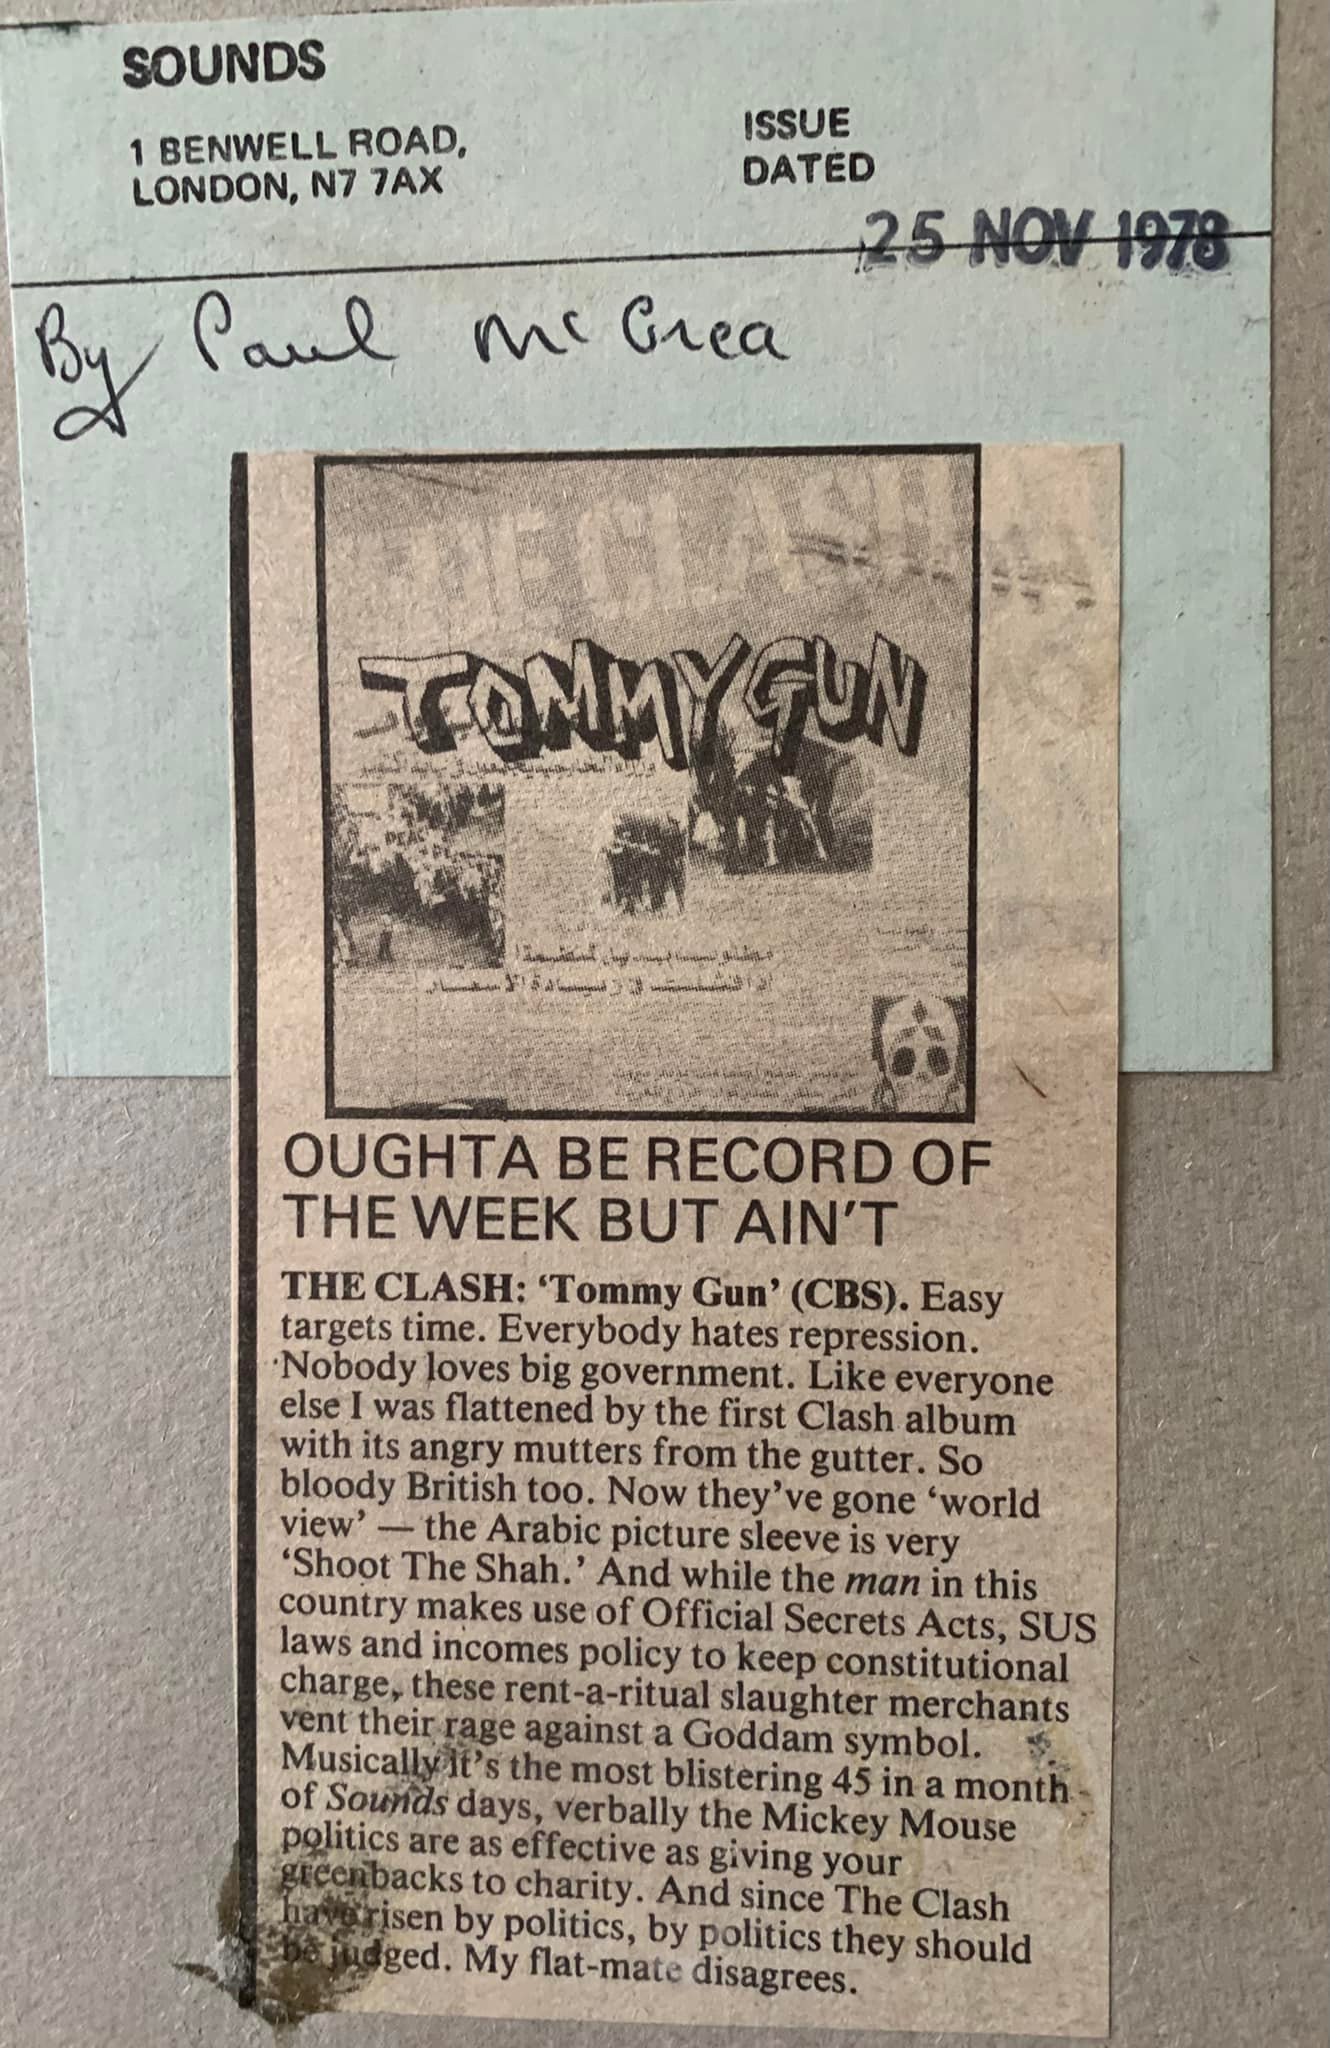 SOUNDS
1 BENWELL ROAD,
LONDON, N7 7AX
ISSUE
DATED
25 NOV 1978
By Paul McCrea
THE CLASH
TOMMY GUN
OUGHTA BE RECORD OF
THE WEEK BUT AIN'T
THE CLASH: ‘Tommy Gun’ (CBS). Easy
targets time. Everybody hates repression.
Nobody loves big government. Like everyone
else I was flattened by the first Clash album
with its angry mutters from the gutter. So
bloody British too. Now they’ve gone ‘world
view’ — the Arabic picture sleeve is very
‘Shoot The Shah.’ And while the man in this
country makes use of Official Secrets Acts, SUS
laws and incomes policy to keep constitutional
charge, these rent-a-ritual slaughter merchants
vent their rage against a Goddam symbol.
Musically it’s the most blistering 45 in a month
of Sounds days, verbally the Mickey Mouse
politics are as effective as giving your
greenbacks to charity. And since The Clash
have risen by politics, by politics they should
be judged. My flat-mate disagrees.